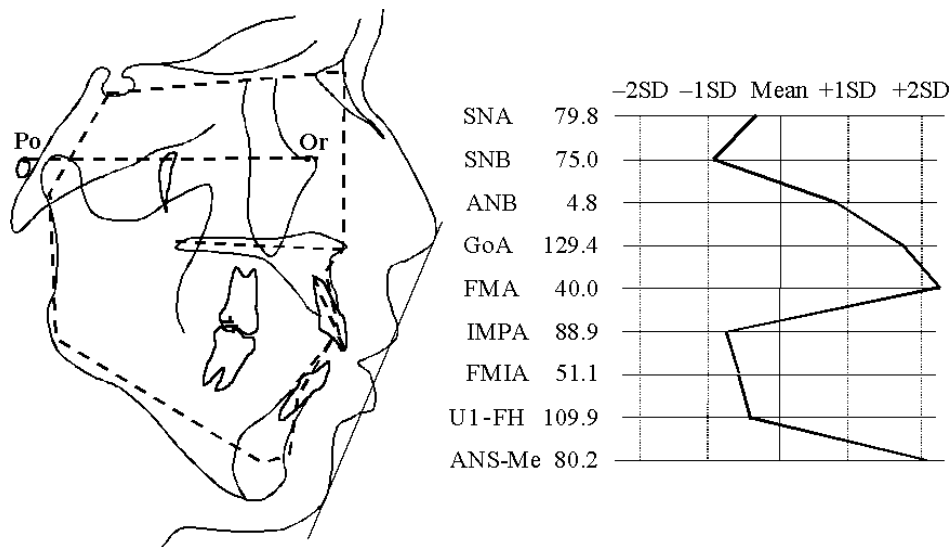 −2SD −1SD Mean +1SD +2SD
SNA 79.8
Po Or SNB 75.0
ANB 4.8
GoA 129.4
FMA 40.0
IMPA 88.9
FMIA 51.1
U1-FH 109.9
ANS-Me 80.2